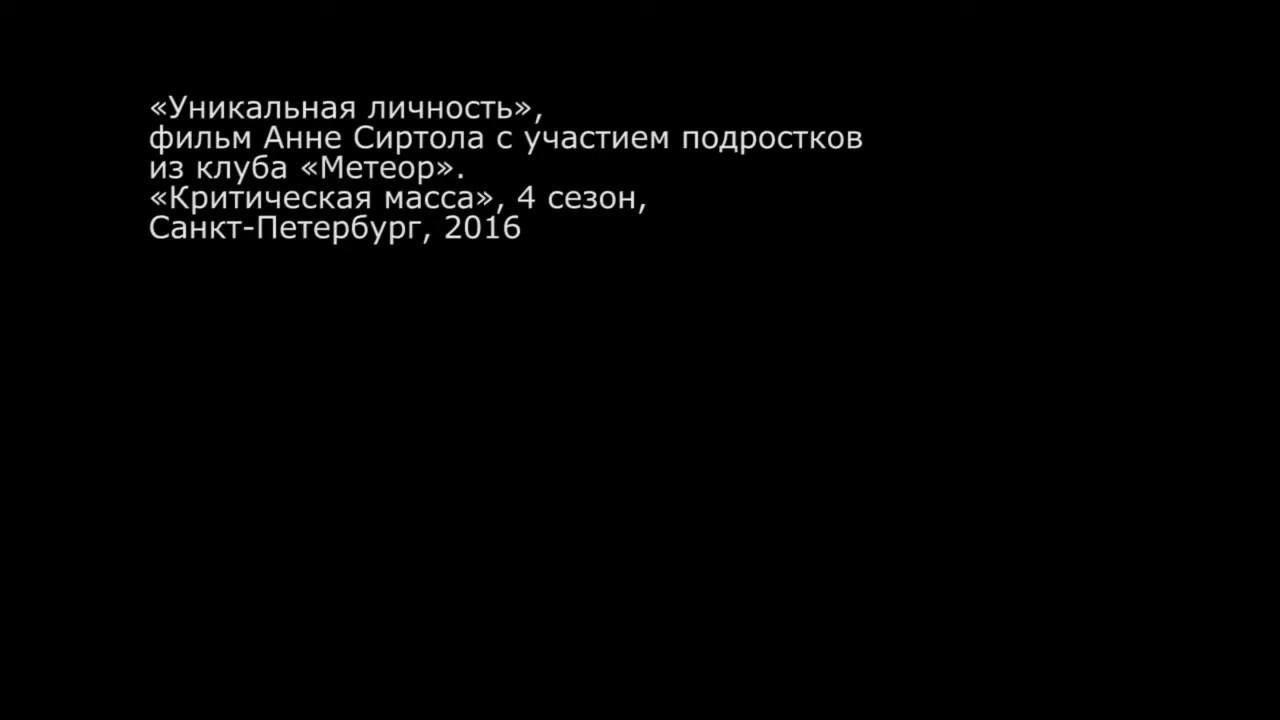 «Уникальная личность»,
фильм Анне Сиртола с участием подростков
из клуба «Метеор».
«Критическая масса», 4 сезон,
Санкт-Петербург, 2016